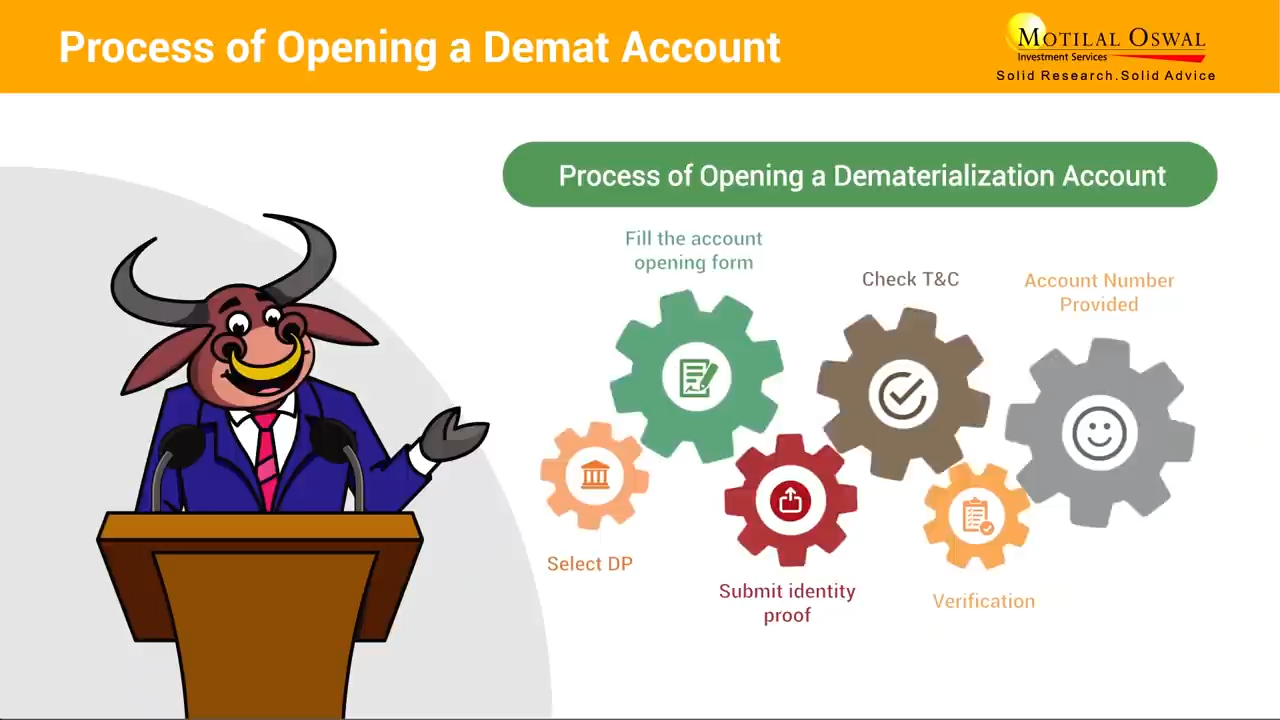 Process of Opening a Demat Account
MOTILAL OSWAL
Investment Services
Solid Research.Solid Advice
Process of Opening a Dematerialization Account
Fill the account
opening form
Check T&C
Account Number
Provided
Select DP
Submit identity
proof
Verification